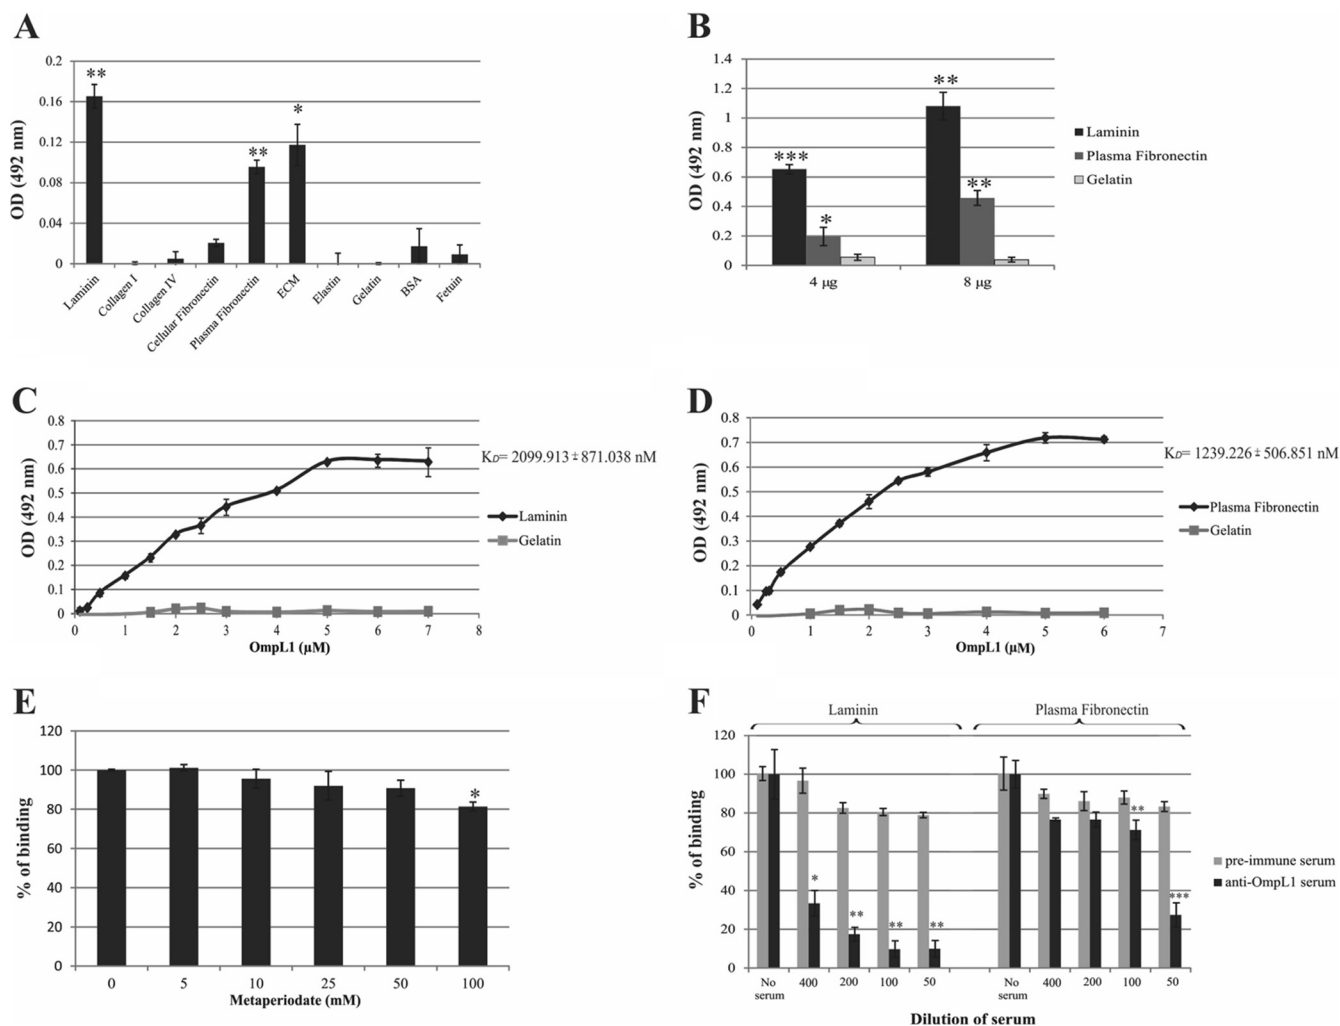 A
OD (492 nm)
0.2
0.16
0.12
0.08
0.04
0
**
**
*
Laminin
Collagen I
Collagen IV
Cellular Fibronectin
Plasma Fibronectin
ECM
Elastin
Gelatin
BSA
Fetuin
B
OD (492 nm)
1.4
1.2
1
0.8
0.6
0.4
0.2
0
***
*
**
**
4 µg
8 µg
Laminin
Plasma Fibronectin
Gelatin
C
OD (492 nm)
0.8
0.7
0.6
0.5
0.4
0.3
0.2
0.1
0
0 1 2 3 4 5 6 7 8
OmpL1 (µM)
KD= 2099.913 ± 871.038 nM
Laminin
Gelatin
D
OD (492 nm)
0.8
0.7
0.6
0.5
0.4
0.3
0.2
0.1
0
0 1 2 3 4 5 6 7
OmpL1 (µM)
KD= 1239.226 ± 506.851 nM
Plasma Fibronectin
Gelatin
E
% of binding
120
100
80
60
40
20
0
*
0 5 10 25 50 100
Metaperiodate (mM)
F
Laminin Plasma Fibronectin
% of binding
120
100
80
60
40
20
0
*
**
**
**
**
***
No serum 400 200 100 50 No serum 400 200 100 50
Dilution of serum
pre-immune serum
anti-OmpL1 serum